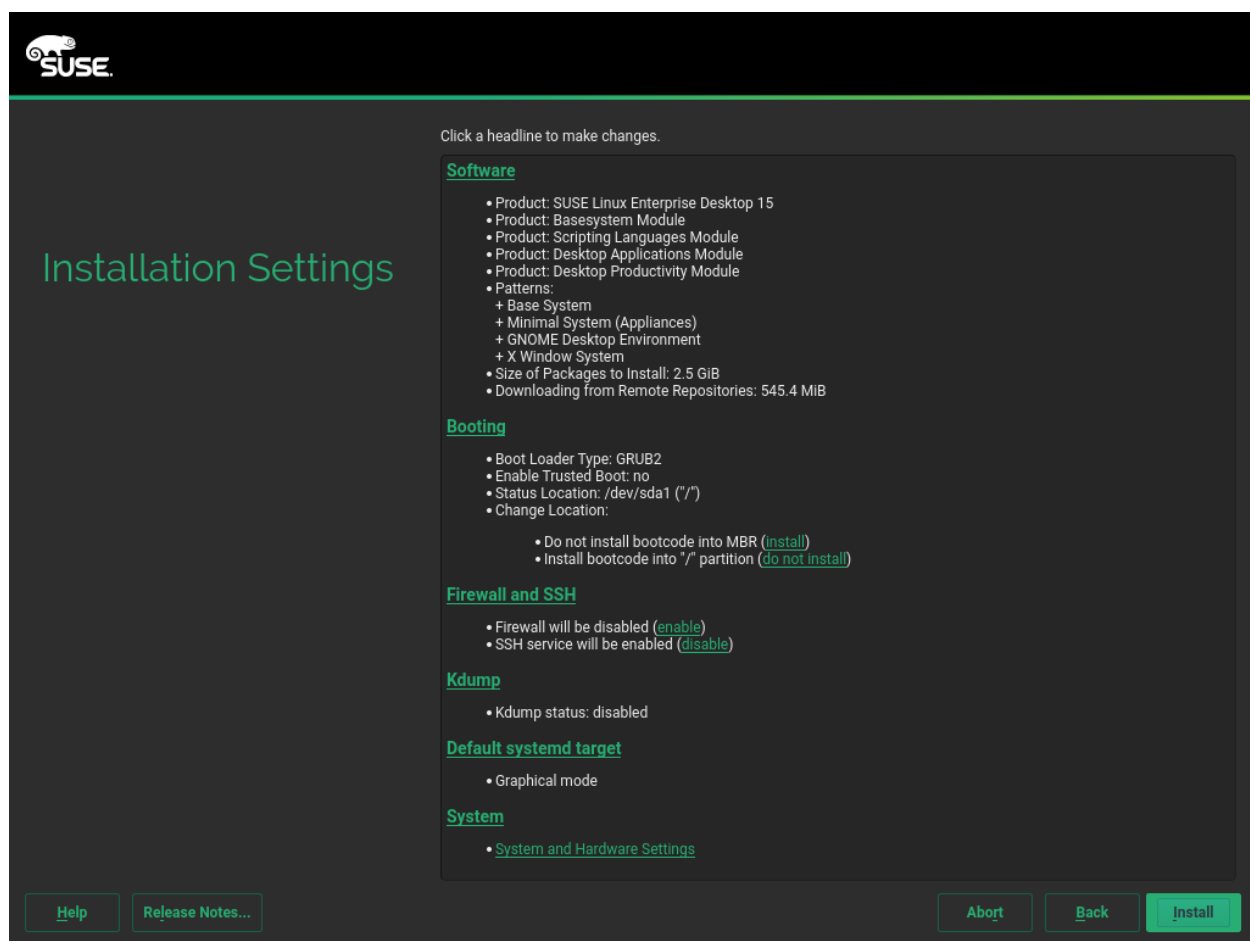 SUSE.
Click a headline to make changes.
Installation Settings
Software
• Product: SUSE Linux Enterprise Desktop 15
• Product: Basesystem Module
• Product: Scripting Languages Module
• Product: Desktop Applications Module
• Product: Desktop Productivity Module
• Patterns:
+ Base System
+ Minimal System (Appliances)
+ GNOME Desktop Environment
+ X Window System
• Size of Packages to Install: 2.5 GiB
• Downloading from Remote Repositories: 545.4 MiB
Booting
• Boot Loader Type: GRUB2
• Enable Trusted Boot: no
• Status Location: /dev/sda1 ("/")
• Change Location:
• Do not install bootcode into MBR (install)
• Install bootcode into "/" partition (do not install)
Firewall and SSH
• Firewall will be disabled (enable)
• SSH service will be enabled (disable)
Kdump
• Kdump status: disabled
Default systemd target
• Graphical mode
System
• System and Hardware Settings
Help Release Notes... Abort Back Install